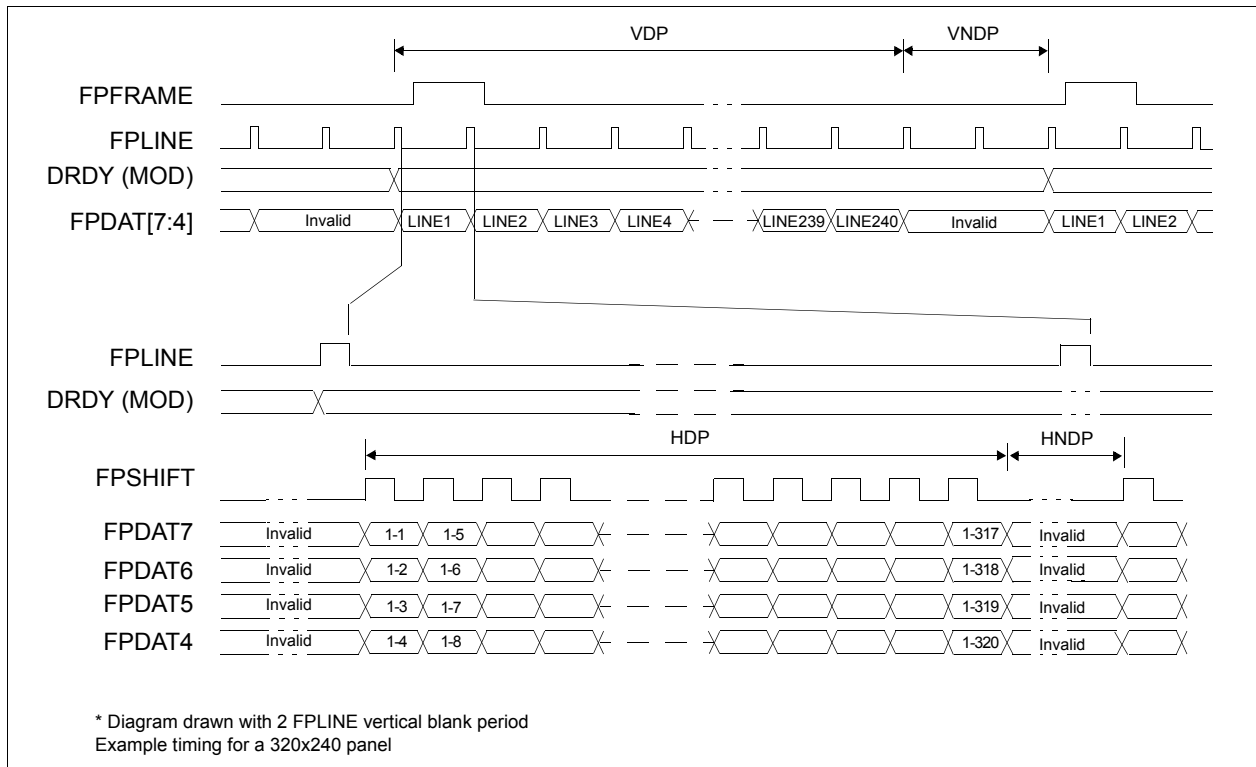 VDP VNDP
FPFRAME
FPLINE
DRDY (MOD)
FPDAT[7:4] Invalid LINE1 LINE2 LINE3 LINE4 LINE239 LINE240 Invalid LINE1 LINE2
FPLINE
DRDY (MOD)
HDP HNDP
FPSHIFT
FPDAT7 Invalid 1-1 1-5 1-317 Invalid
FPDAT6 Invalid 1-2 1-6 1-318 Invalid
FPDAT5 Invalid 1-3 1-7 1-319 Invalid
FPDAT4 Invalid 1-4 1-8 1-320 Invalid
* Diagram drawn with 2 FPLINE vertical blank period
Example timing for a 320x240 panel